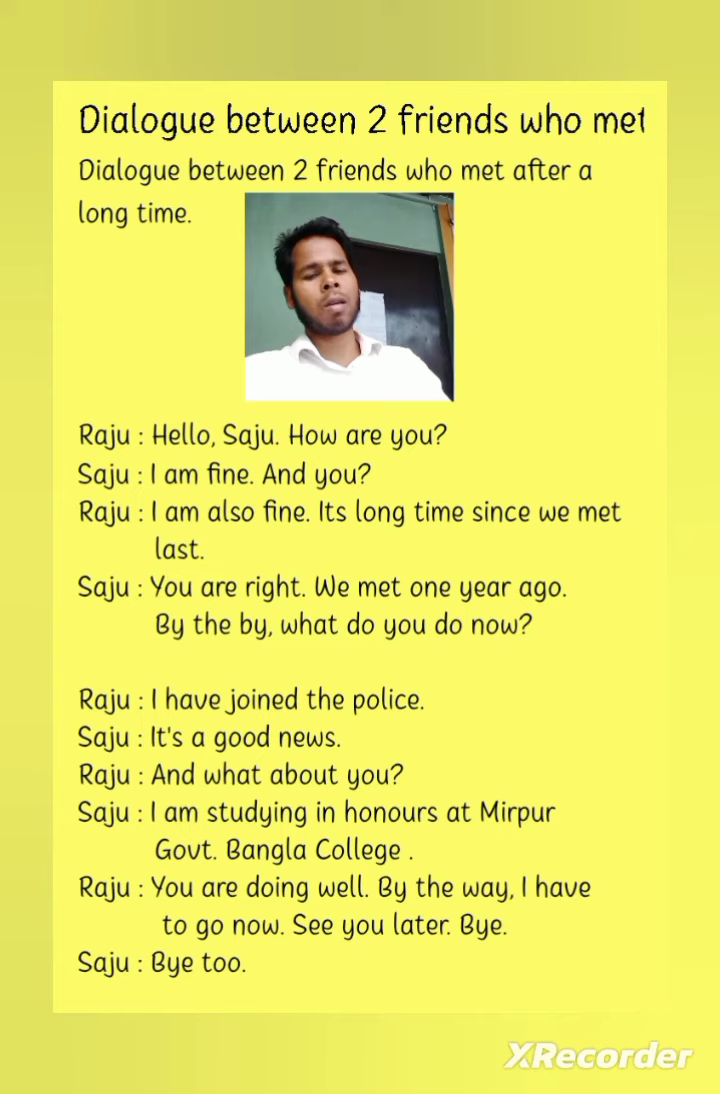 Dialogue between 2 friends who met
Dialogue between 2 friends who met after a
long time.
Raju : Hello, Saju. How are you?
Saju : I am fine. And you?
Raju : I am also fine. Its long time since we met
last.
Saju : You are right. We met one year ago.
By the by, what do you do now?
Raju : I have joined the police.
Saju : It's a good news.
Raju : And what about you?
Saju : I am studying in honours at Mirpur
Govt. Bangla College .
Raju : You are doing well. By the way, I have
to go now. See you later. Bye.
Saju : Bye too.
XRecorder